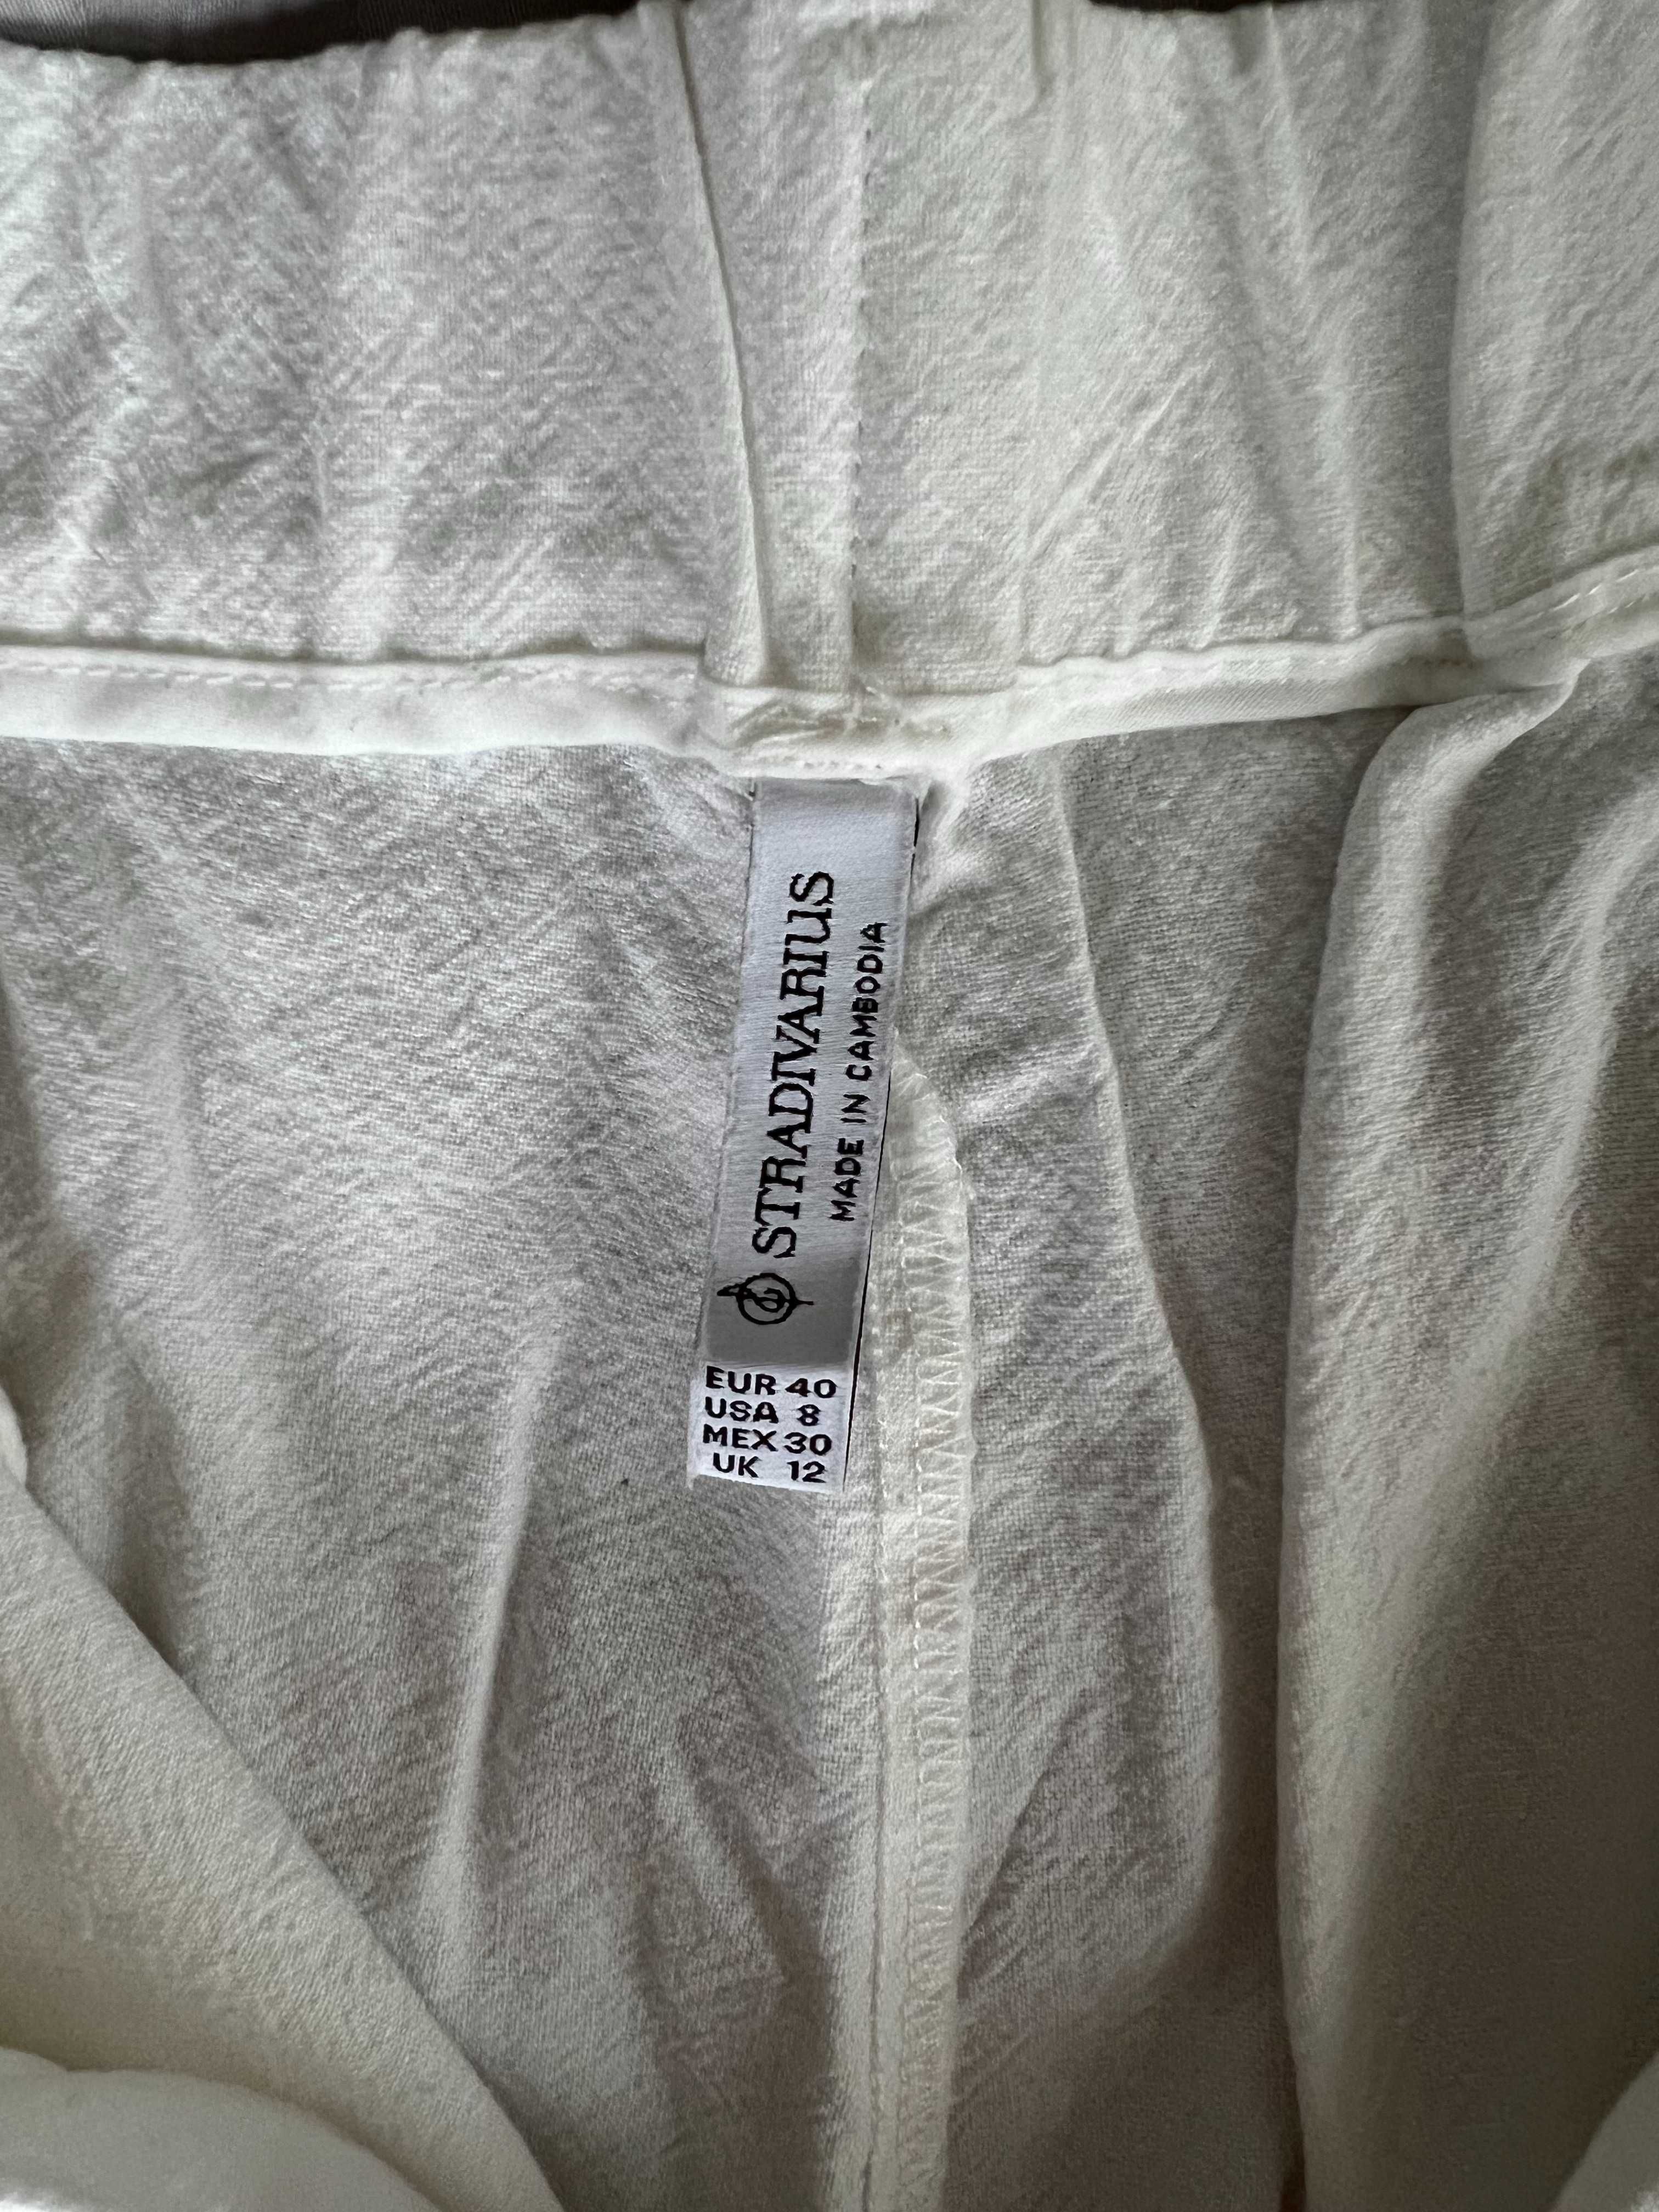 STRADIVARIUS
MADE IN CAMBODIA
EUR 40
USA 8
MEX 30
UK 12